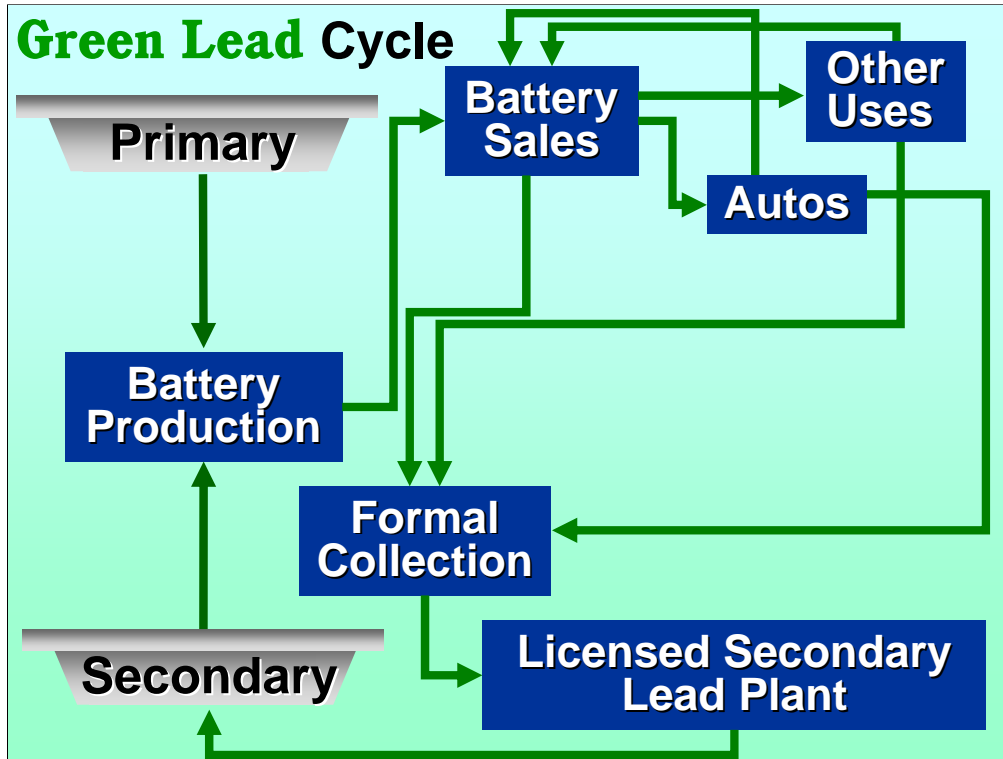 Green Lead Cycle
Battery
Sales
Other
Uses
Primary
Autos
Battery
Production
Formal
Collection
Licensed Secondary
Lead Plant
Secondary